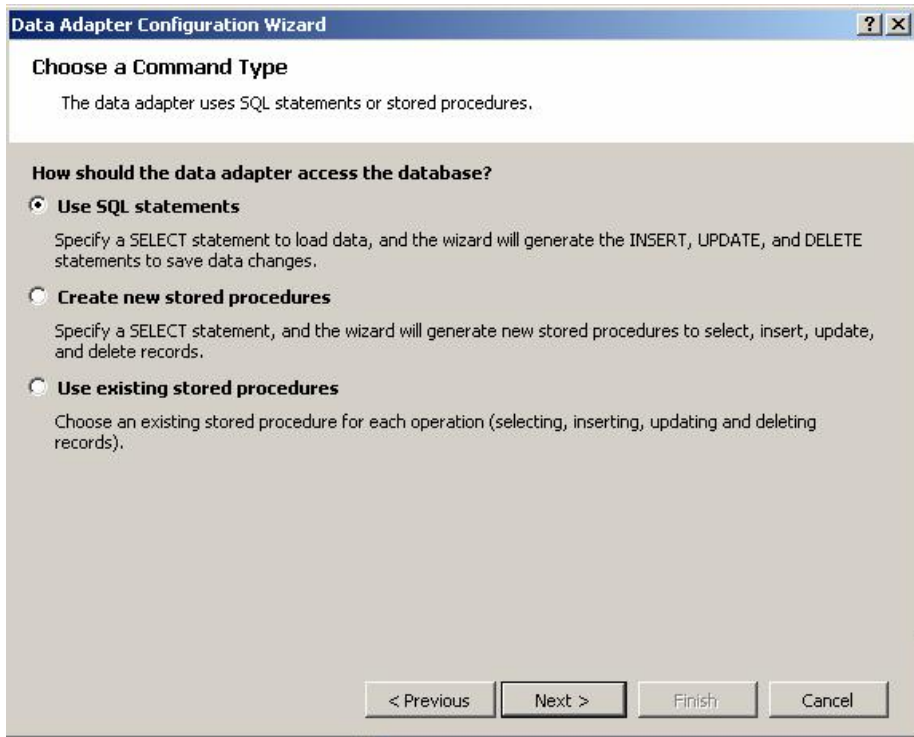 Data Adapter Configuration Wizard
Choose a Command Type
The data adapter uses SQL statements or stored procedures.
How should the data adapter access the database?
Use SQL statements
Specify a SELECT statement to load data, and the wizard will generate the INSERT, UPDATE, and DELETE
statements to save data changes.
Create new stored procedures
Specify a SELECT statement, and the wizard will generate new stored procedures to select, insert, update,
and delete records.
Use existing stored procedures
Choose an existing stored procedure for each operation (selecting, inserting, updating and deleting
records).
< Previous Next > Finish Cancel